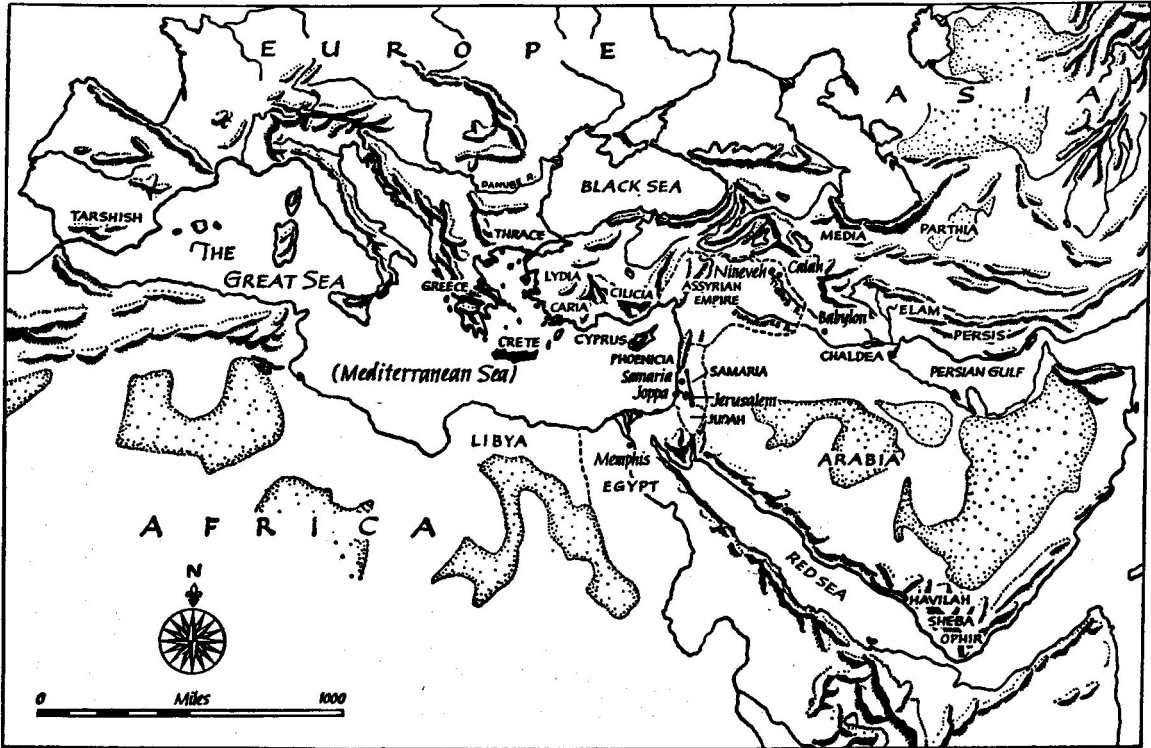 EUROPE
ASIA
DANUBE R.
BLACK SEA
TARSHISH
THE
GREAT SEA
THRACE
MEDIA
PARTHIA
LYDIA
GREECE
CARIA
CILICIA
Nineveh
Calah
ASSYRIAN
EMPIRE
Babylon
ELAM
PERSIS
CRETE
CYPRUS
CHALDEA
PHOENICIA
PERSIAN GULF
(Mediterranean Sea)
Samaria
SAMARIA
Joppa
Jerusalem
JUDAH
LIBYA
Memphis
EGYPT
ARABIA
AFRICA
RED SEA
HAVILAH
SHEBA
OPHIR
N
0 Miles 1000